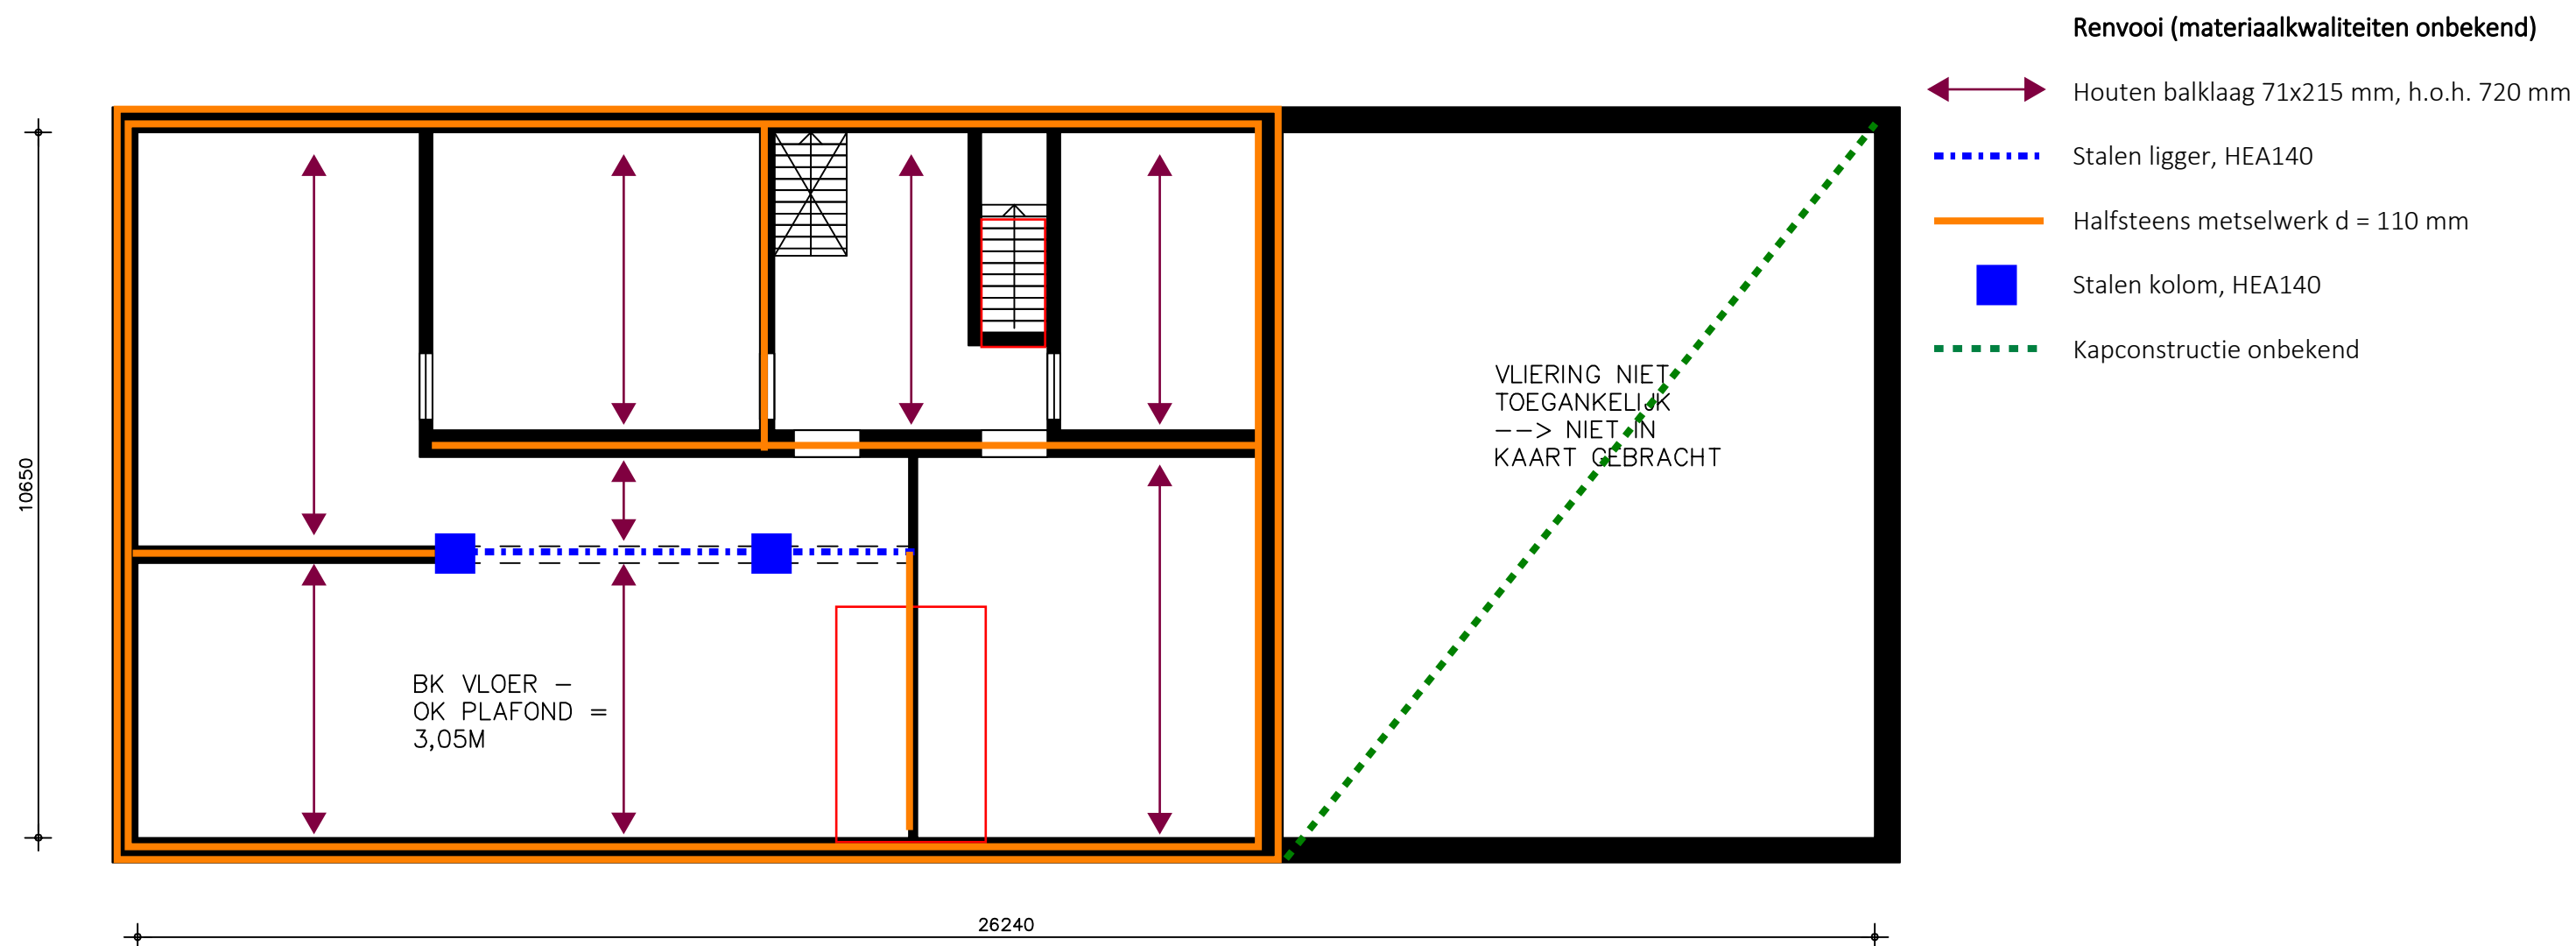 Renvooi (materiaalkwaliteiten onbekend)
Houten balklaag 71x215 mm, h.o.h. 720 mm
Stalen ligger, HEA140
Halfsteens metselwerk d = 110 mm
Stalen kolom, HEA140
Kapconstructie onbekend
VLIERING NIET
TOEGANKELIJK
--> NIET IN
KAART GEBRACHT
10650
BK VLOER -
OK PLAFOND =
3,05M
26240